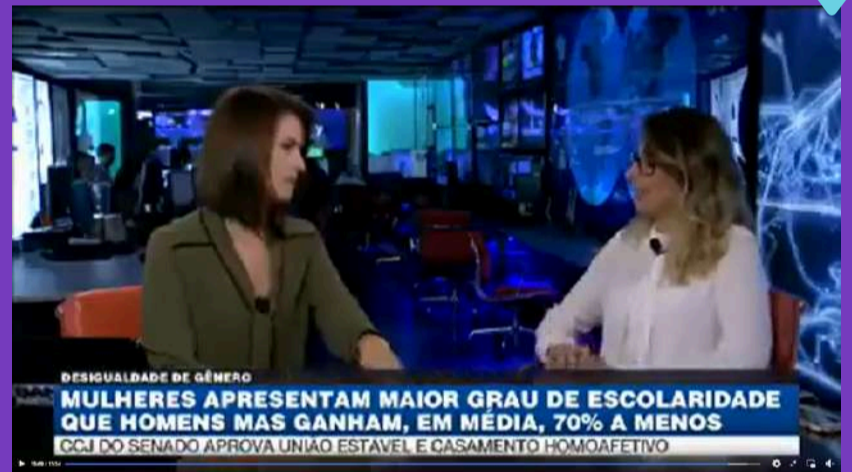 DESIGUALDADE DE GÊNERO
MULHERES APRESENTAM MAIOR GRAU DE ESCOLARIDADE
QUE HOMENS MAS GANHAM, EM MÉDIA, 70% A MENOS
CCJ DO SENADO APROVA UNIÃO ESTÁVEL E CASAMENTO HOMOAFETIVO